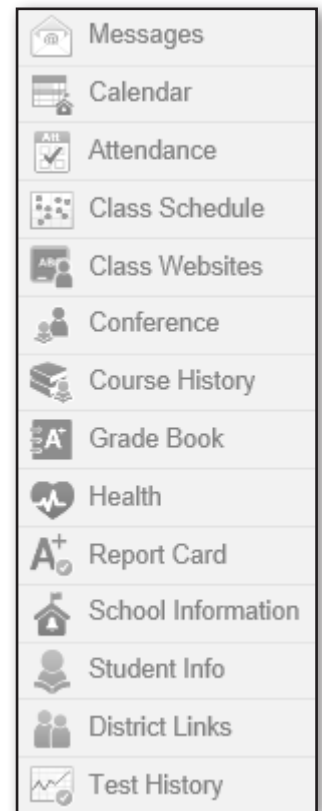 Messages
Calendar
Attendance
Class Schedule
Class Websites
Conference
Course History
Grade Book
Health
Report Card
School Information
Student Info
District Links
Test History